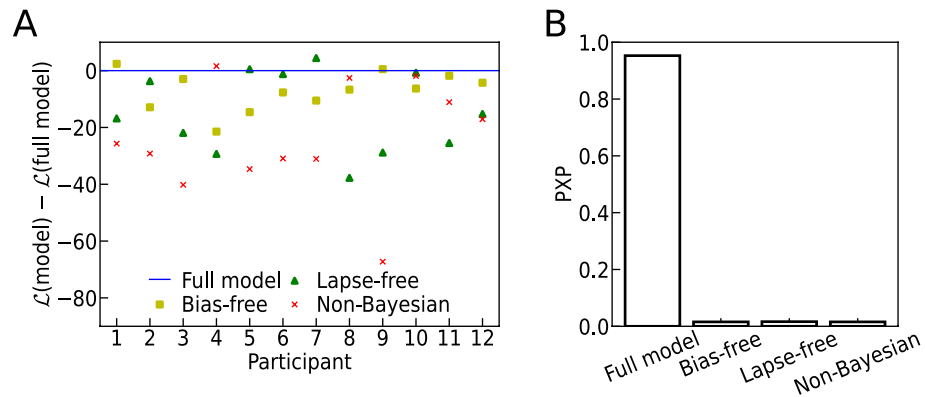 A
B
0
−20
−40
−60
−80
ℒ(model) − ℒ(full model)
Full model
Lapse-free
Bias-free
Non-Bayesian
1 2 3 4 5 6 7 8 9 10 11 12
Participant
1.0
0.8
0.6
0.4
0.2
0.0
PXP
Full model
Bias-free
Lapse-free
Non-Bayesian